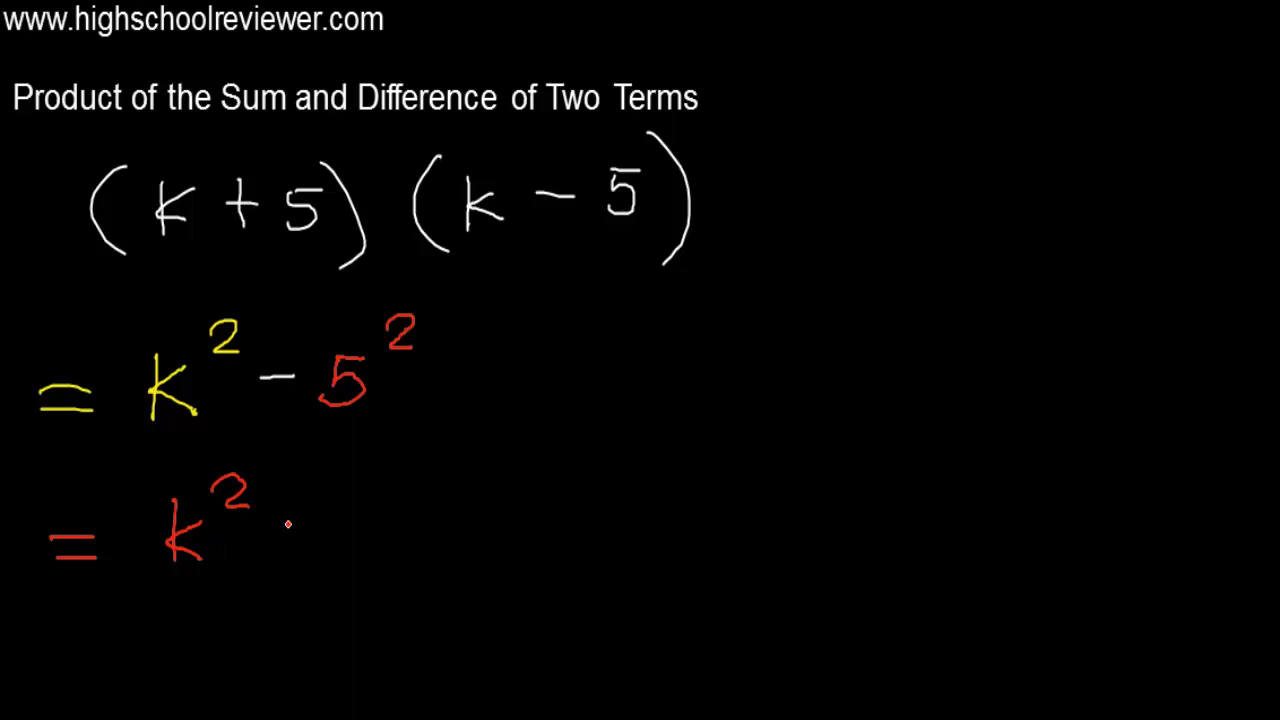 www.highschoolreviewer.com
Product of the Sum and Difference of Two Terms
(k + 5) (k - 5)
= k² - 5²
= k²